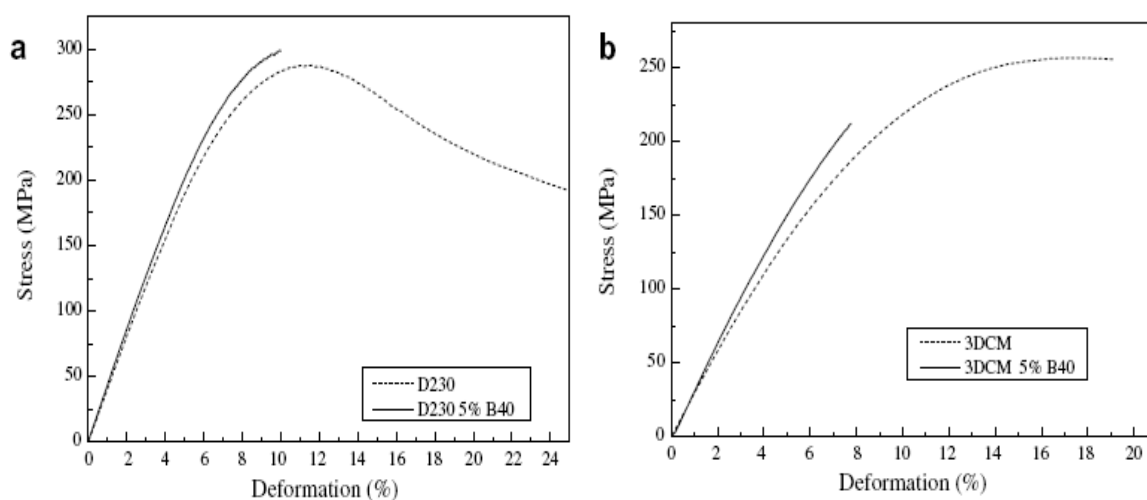 a
300
250
200
150
100
50
0
Stress (MPa)
0 2 4 6 8 10 12 14 16 18 20 22 24
Deformation (%)
D230
D230 5% B40
b
250
200
150
100
50
0
Stress (MPa)
0 2 4 6 8 10 12 14 16 18 20
Deformation (%)
3DCM
3DCM 5% B40